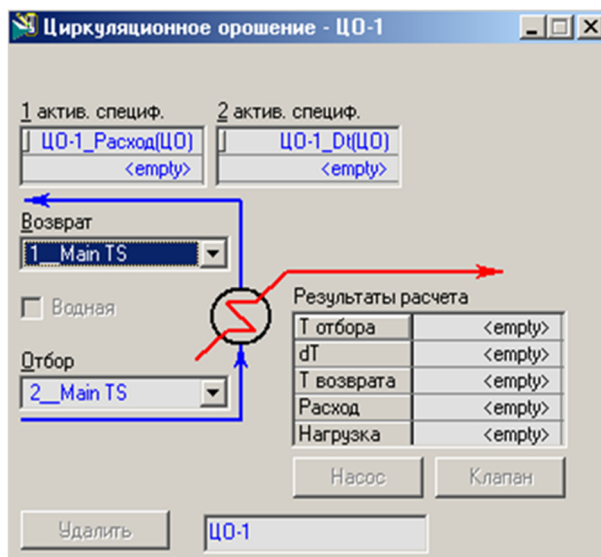 Циркуляционное орошение - ЦО-1
1 актив. специф.
2 актив. специф.
ЦО-1_Расход(ЦО)
<empty>
ЦО-1_Dt(ЦО)
<empty>
Возврат
1__Main TS
Водная
Отбор
2__Main TS
Результаты расчета
Т отбора <empty>
dT <empty>
Т возврата <empty>
Расход <empty>
Нагрузка <empty>
Насос
Клапан
Удалить
ЦО-1